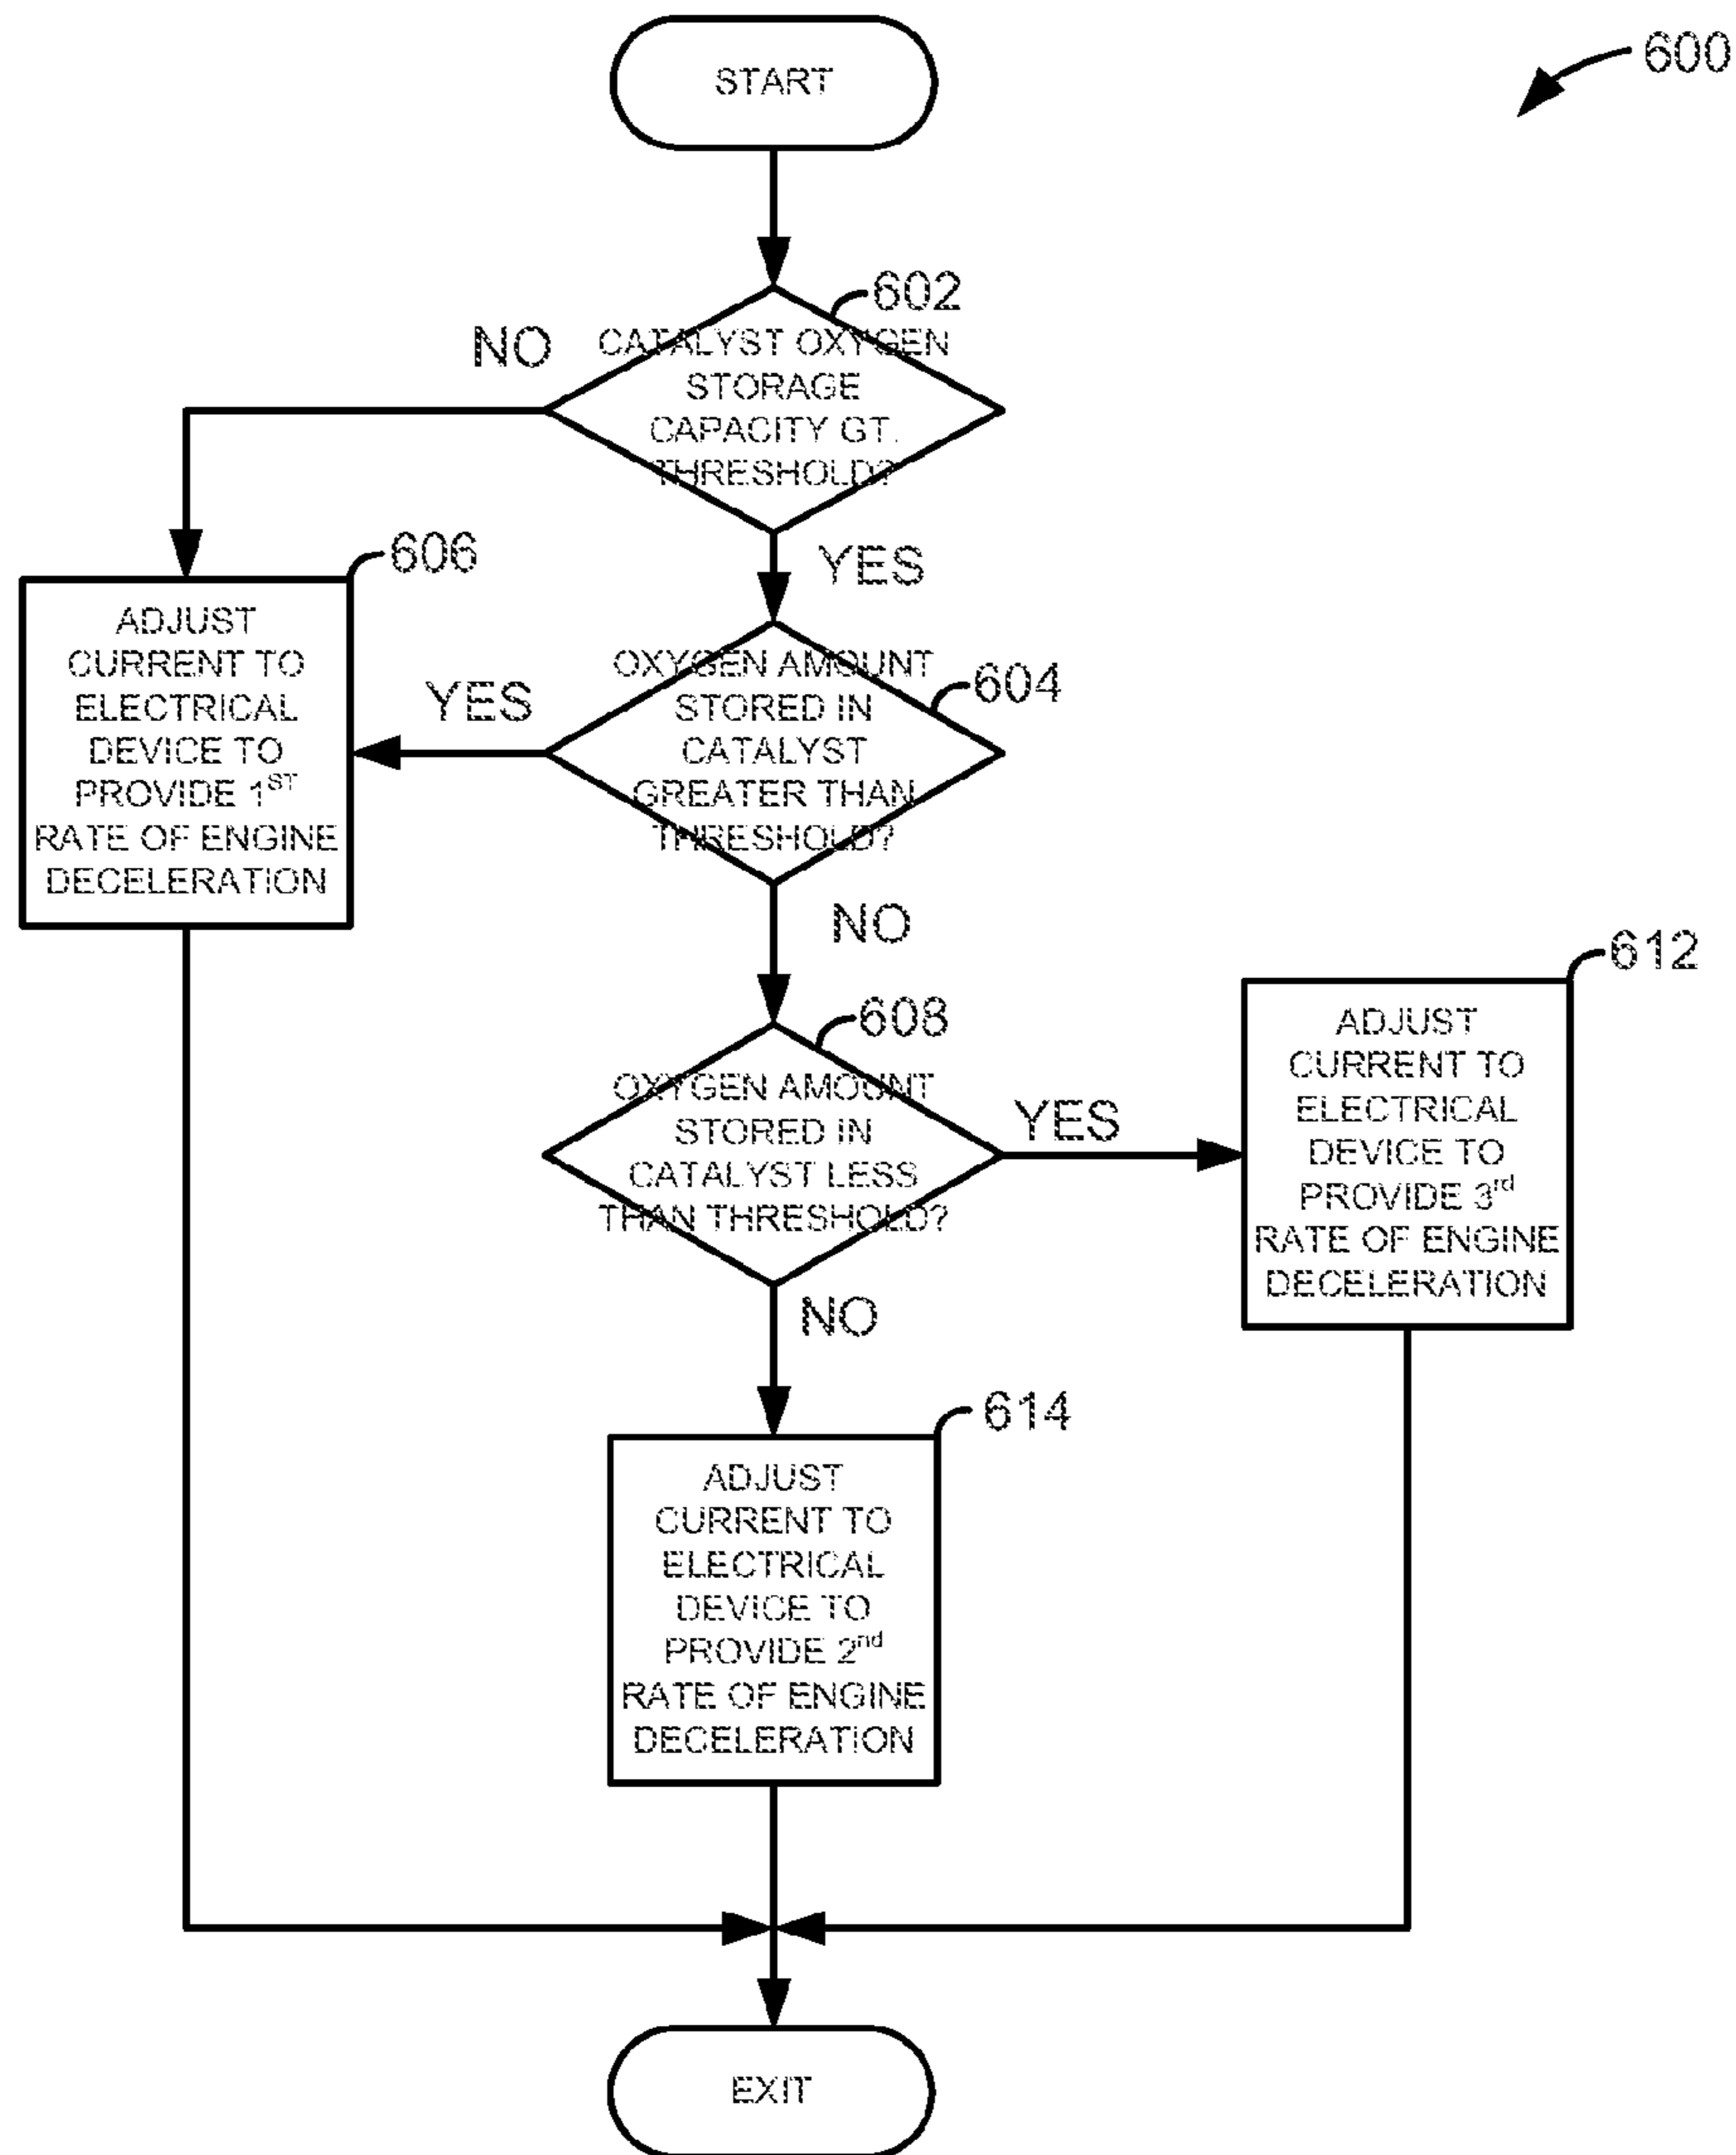 START
600
602
NO
CATALYST OXYGEN
STORAGE
CAPACITY GT.
THRESHOLD?
YES
606
ADJUST
CURRENT TO
ELECTRICAL
DEVICE TO
PROVIDE 1ST
RATE OF ENGINE
DECELERATION
YES
604
OXYGEN AMOUNT
STORED IN
CATALYST
GREATER THAN
THRESHOLD?
NO
608
OXYGEN AMOUNT
STORED IN
CATALYST LESS
THAN THRESHOLD?
YES
612
ADJUST
CURRENT TO
ELECTRICAL
DEVICE TO
PROVIDE 3rd
RATE OF ENGINE
DECELERATION
NO
614
ADJUST
CURRENT TO
ELECTRICAL
DEVICE TO
PROVIDE 2nd
RATE OF ENGINE
DECELERATION
EXIT